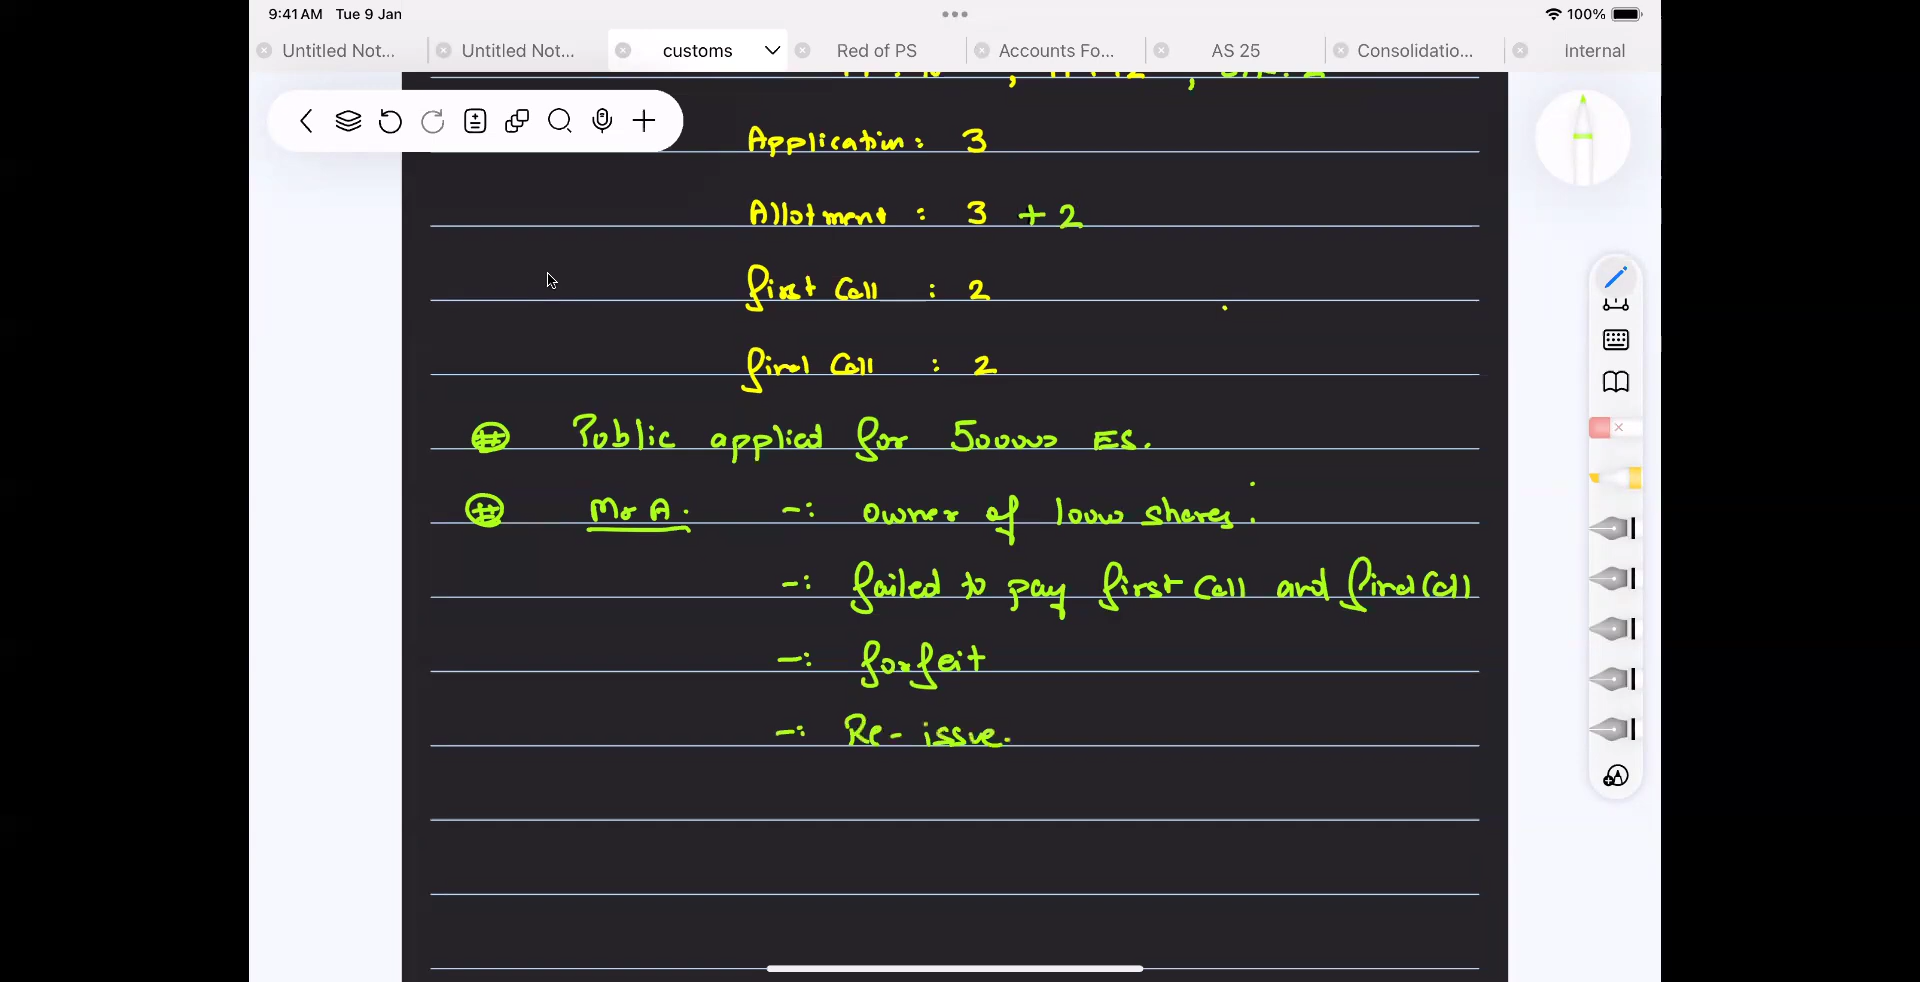 9:41 AM Tue 9 Jan 100%
Untitled Not... Untitled Not... customs Red of PS Accounts Fo... AS 25 Consolidatio... Internal
Application: 3
Allotment : 3 + 2
first Call : 2
final Call : 2
# Public applied for 50000 ES.
# Mr A. -: owner of 1000 shares:
-: failed to pay first Call and final Call
-: forfeit
-: Re-issue.